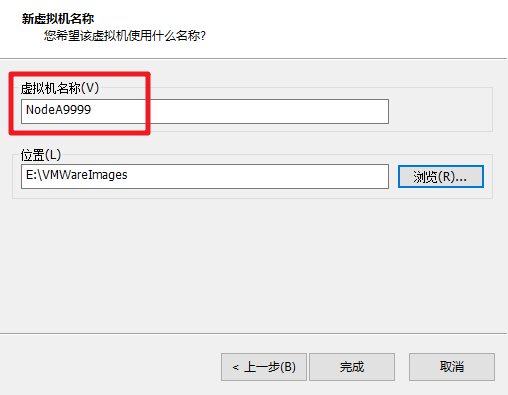 新虚拟机名称
您希望该虚拟机使用什么名称?
虚拟机名称(V)
NodeA9999
位置(L)
E:\VMWareImages
浏览(R)...
< 上一步(B)
完成
取消